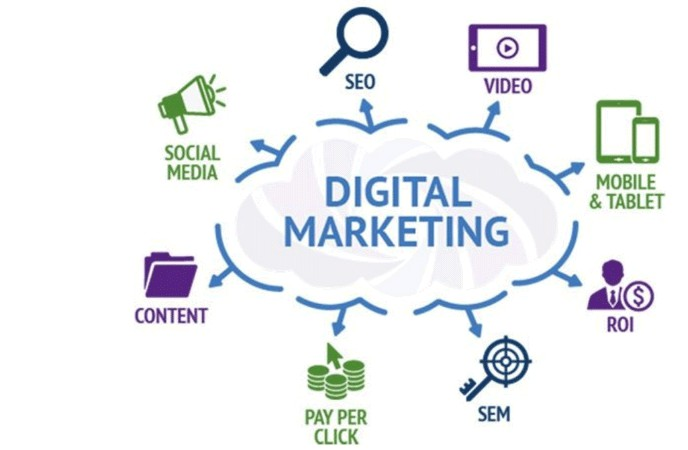 SEO
VIDEO
SOCIAL
MEDIA
MOBILE
& TABLET
DIGITAL
MARKETING
CONTENT
$
ROI
PAY PER
CLICK
SEM